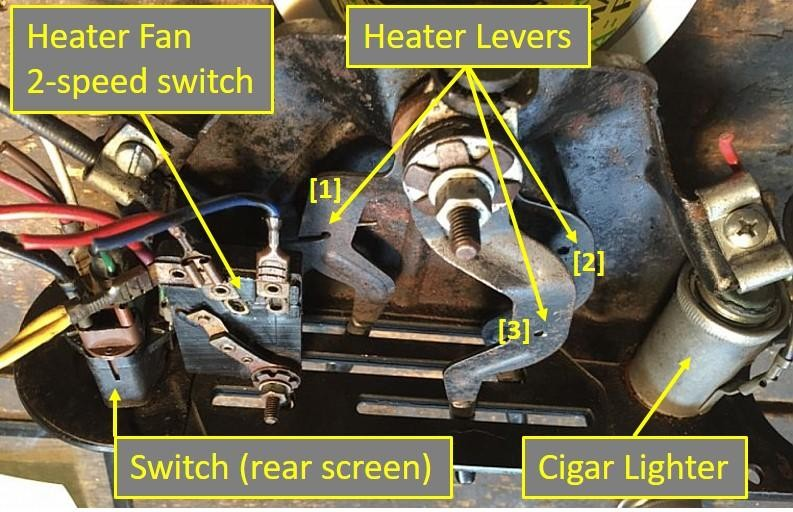 Heater Fan
2-speed switch
Heater Levers
[1]
[2]
[3]
Switch (rear screen)
Cigar Lighter